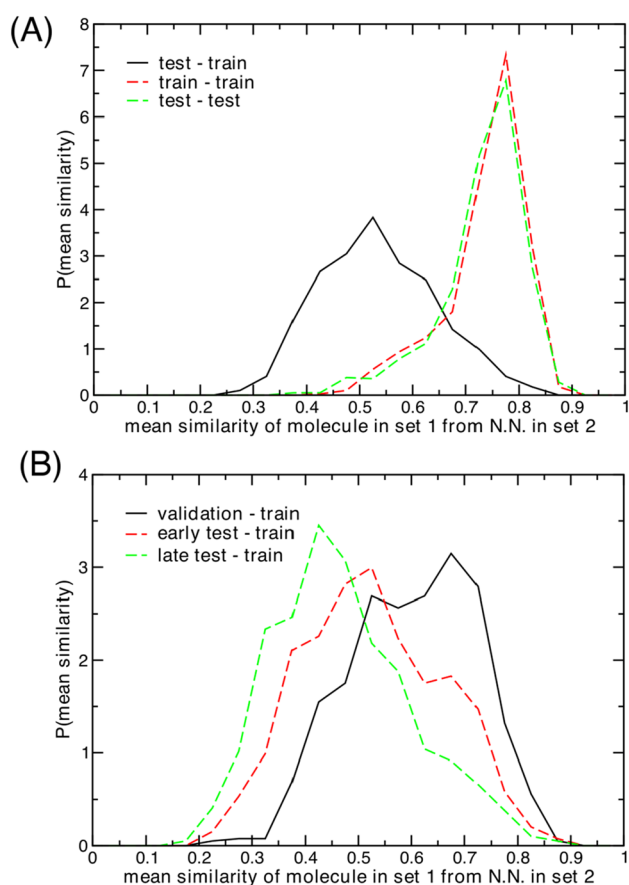 (A)
8
7
6
5
4
3
2
1
0
P(mean similarity)
test - train
train - train
test - test
0 0.1 0.2 0.3 0.4 0.5 0.6 0.7 0.8 0.9 1
mean similarity of molecule in set 1 from N.N. in set 2
(B)
4
3
2
1
0
P(mean similarity)
validation - train
early test - train
late test - train
0 0.1 0.2 0.3 0.4 0.5 0.6 0.7 0.8 0.9 1
mean similarity of molecule in set 1 from N.N. in set 2